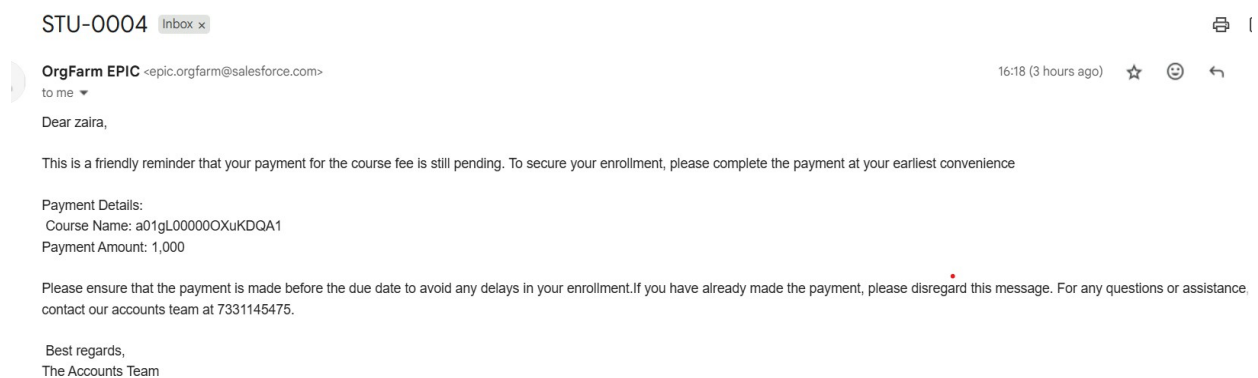 STU-0004 Inbox x
OrgFarm EPIC <epic.orgfarm@salesforce.com> 16:18 (3 hours ago)
to me
Dear zaira,
This is a friendly reminder that your payment for the course fee is still pending. To secure your enrollment, please complete the payment at your earliest convenience
Payment Details:
Course Name: a01gL00000OXuKDQA1
Payment Amount: 1,000
Please ensure that the payment is made before the due date to avoid any delays in your enrollment.If you have already made the payment, please disregard this message. For any questions or assistance,
contact our accounts team at 7331145475.
Best regards,
The Accounts Team